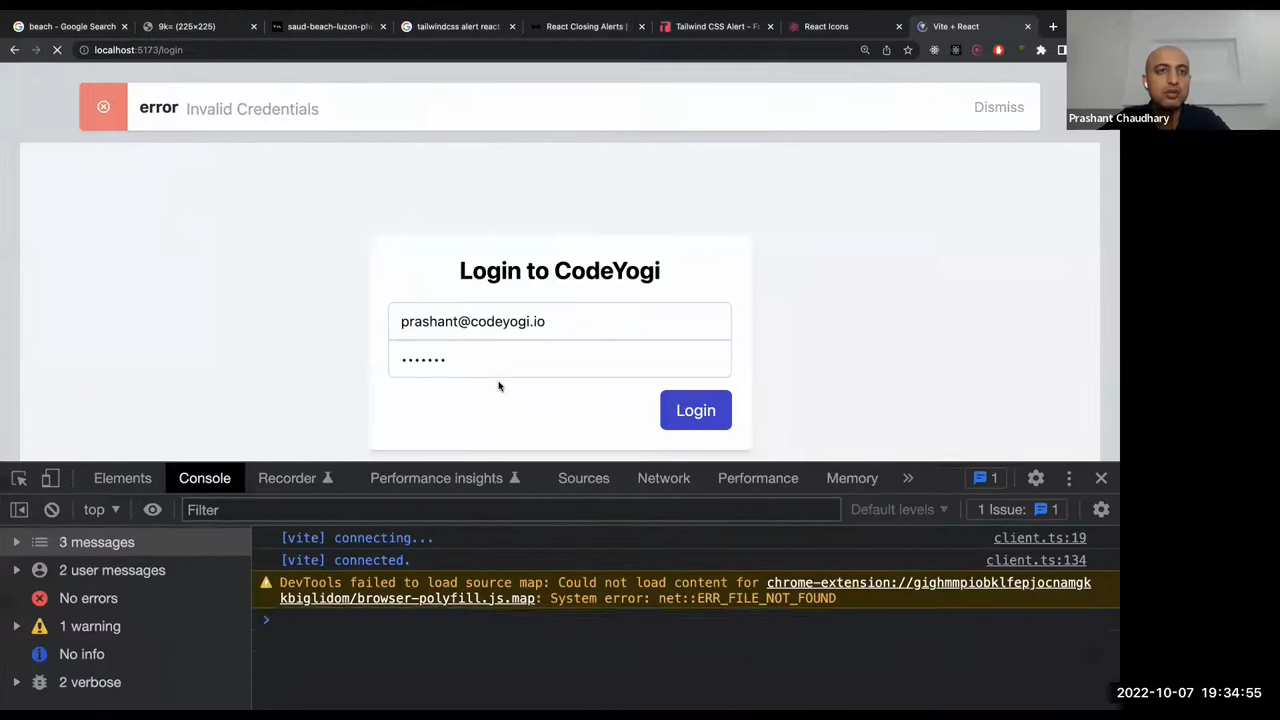 beach - Google Search
9k= (225×225)
saud-beach-luzon-phi
tailwindcss alert react
React Closing Alerts |
Tailwind CSS Alert - Fr
React Icons
Vite + React
localhost:5173/login
error Invalid Credentials
Dismiss
Prashant Chaudhary
Login to CodeYogi
prashant@codeyogi.io
•••••••
Login
Elements
Console
Recorder
Performance insights
Sources
Network
Performance
Memory
1
top
Filter
Default levels
1 Issue: 1
3 messages
2 user messages
No errors
1 warning
No info
2 verbose
[vite] connecting... client.ts:19
[vite] connected. client.ts:134
DevTools failed to load source map: Could not load content for chrome-extension://gighmmpiobklfepjocnamgk
kbiglidom/browser-polyfill.js.map: System error: net::ERR_FILE_NOT_FOUND
2022-10-07 19:34:55